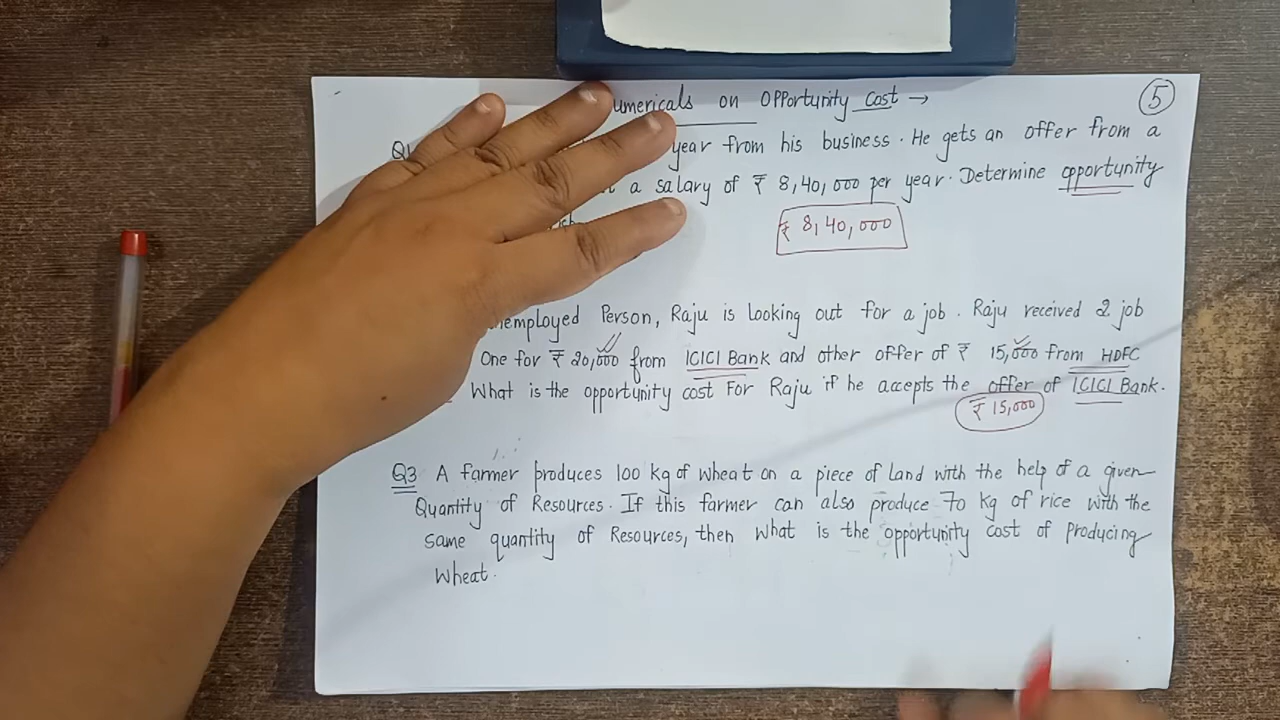 umericals on Opportunity Cost → 5
Q1 year from his business. He gets an offer from a
a salary of ₹ 8,40,000 per year. Determine opportunity
₹ 8,40,000
nemployed Person, Raju is looking out for a job. Raju received 2 job
One for ₹ 20,000 from ICICI Bank and other offer of ₹ 15,000 from HDFC
What is the opportunity cost For Raju if he accepts the offer of ICICI Bank.
₹ 15,000
Q3 A farmer produces 100 kg of wheat on a piece of Land with the help of a given
Quantity of Resources. If this farmer can also produce 70 kg of rice with the
same quantity of Resources, then what is the opportunity cost of Producing
Wheat.